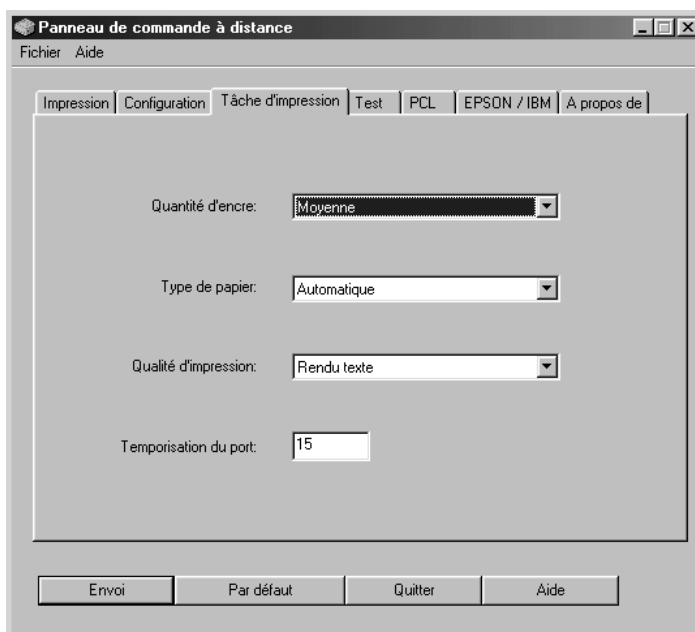 Panneau de commande à distance
Fichier Aide
Impression Configuration Tâche d'impression Test PCL EPSON / IBM A propos de
Quantité d'encre: Moyenne
Type de papier: Automatique
Qualité d'impression: Rendu texte
Temporisation du port: 15
Envoi Par défaut Quitter Aide